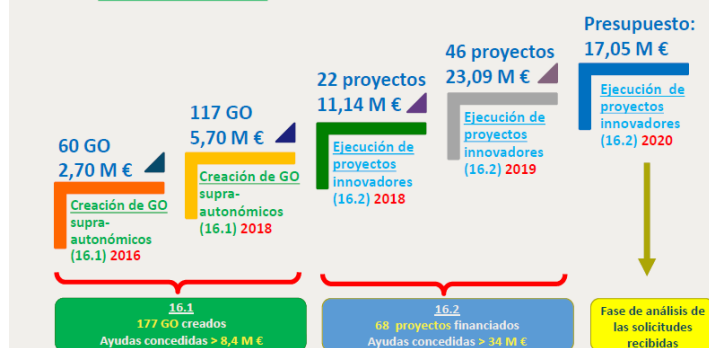 60 GO
2,70 M €
Creación de GO
supra-
autonómicos
(16.1) 2016
117 GO
5,70 M €
Creación de GO
supra-
autonómicos
(16.1) 2018
22 proyectos
11,14 M €
Ejecución de
proyectos
innovadores
(16.2) 2018
46 proyectos
23,09 M €
Ejecución de
proyectos
innovadores
(16.2) 2019
Presupuesto:
17,05 M €
Ejecución de
proyectos
innovadores
(16.2) 2020
16.1
177 GO creados
Ayudas concedidas > 8,4 M €
16.2
68 proyectos financiados
Ayudas concedidas > 34 M €
Fase de análisis de
las solicitudes
recibidas